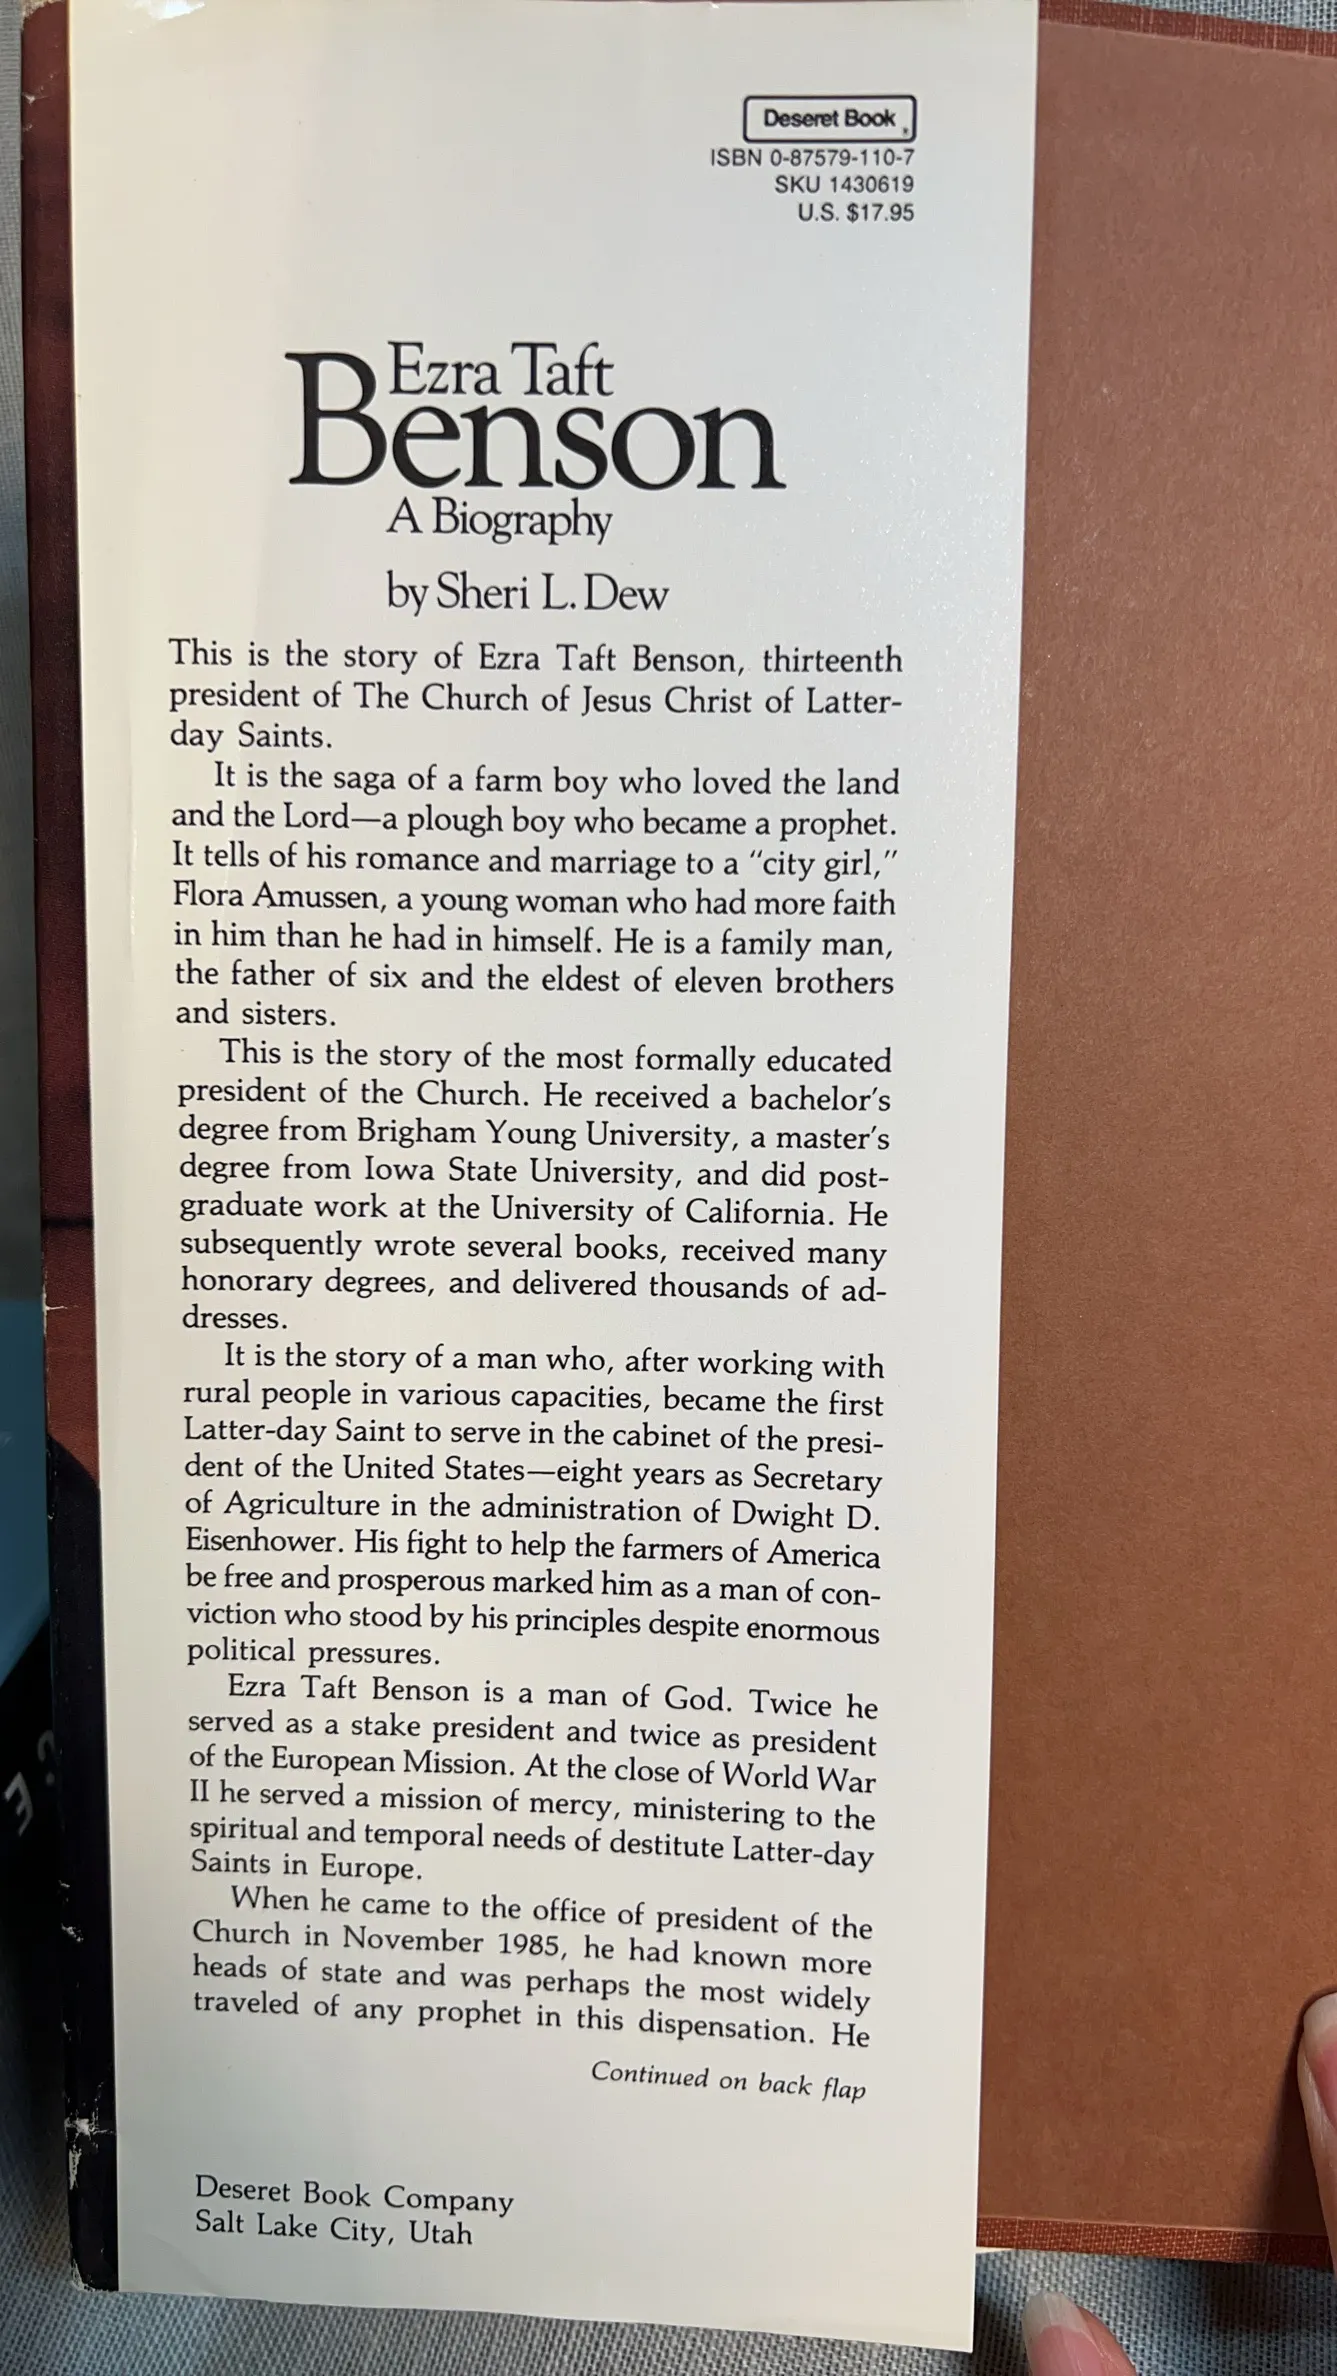 Deseret Book
ISBN 0-87579-110-7
SKU 1430619
U.S. $17.95
Ezra Taft
Benson
A Biography
by Sheri L. Dew
This is the story of Ezra Taft Benson, thirteenth
president of The Church of Jesus Christ of Latter-
day Saints.
It is the saga of a farm boy who loved the land
and the Lord—a plough boy who became a prophet.
It tells of his romance and marriage to a “city girl,”
Flora Amussen, a young woman who had more faith
in him than he had in himself. He is a family man,
the father of six and the eldest of eleven brothers
and sisters.
This is the story of the most formally educated
president of the Church. He received a bachelor’s
degree from Brigham Young University, a master’s
degree from Iowa State University, and did post-
graduate work at the University of California. He
subsequently wrote several books, received many
honorary degrees, and delivered thousands of ad-
dresses.
It is the story of a man who, after working with
rural people in various capacities, became the first
Latter-day Saint to serve in the cabinet of the presi-
dent of the United States—eight years as Secretary
of Agriculture in the administration of Dwight D.
Eisenhower. His fight to help the farmers of America
be free and prosperous marked him as a man of con-
viction who stood by his principles despite enormous
political pressures.
Ezra Taft Benson is a man of God. Twice he
served as a stake president and twice as president
of the European Mission. At the close of World War
II he served a mission of mercy, ministering to the
spiritual and temporal needs of destitute Latter-day
Saints in Europe.
When he came to the office of president of the
Church in November 1985, he had known more
heads of state and was perhaps the most widely
traveled of any prophet in this dispensation. He
Continued on back flap
Deseret Book Company
Salt Lake City, Utah